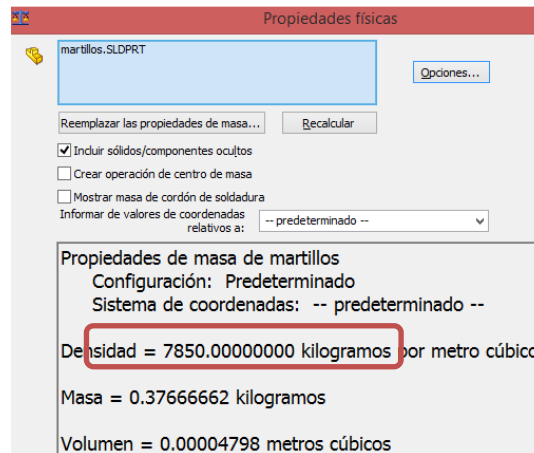 Propiedades físicas
martillos.SLDPRT
Opciones...
Reemplazar las propiedades de masa...
Recalcular
Incluir sólidos/componentes ocultos
Crear operación de centro de masa
Mostrar masa de cordón de soldadura
Informar de valores de coordenadas
relativos a:
-- predeterminado --
Propiedades de masa de martillos
Configuración: Predeterminado
Sistema de coordenadas: -- predeterminado --
Densidad = 7850.00000000 kilogramos por metro cúbico
Masa = 0.37666662 kilogramos
Volumen = 0.00004798 metros cúbicos